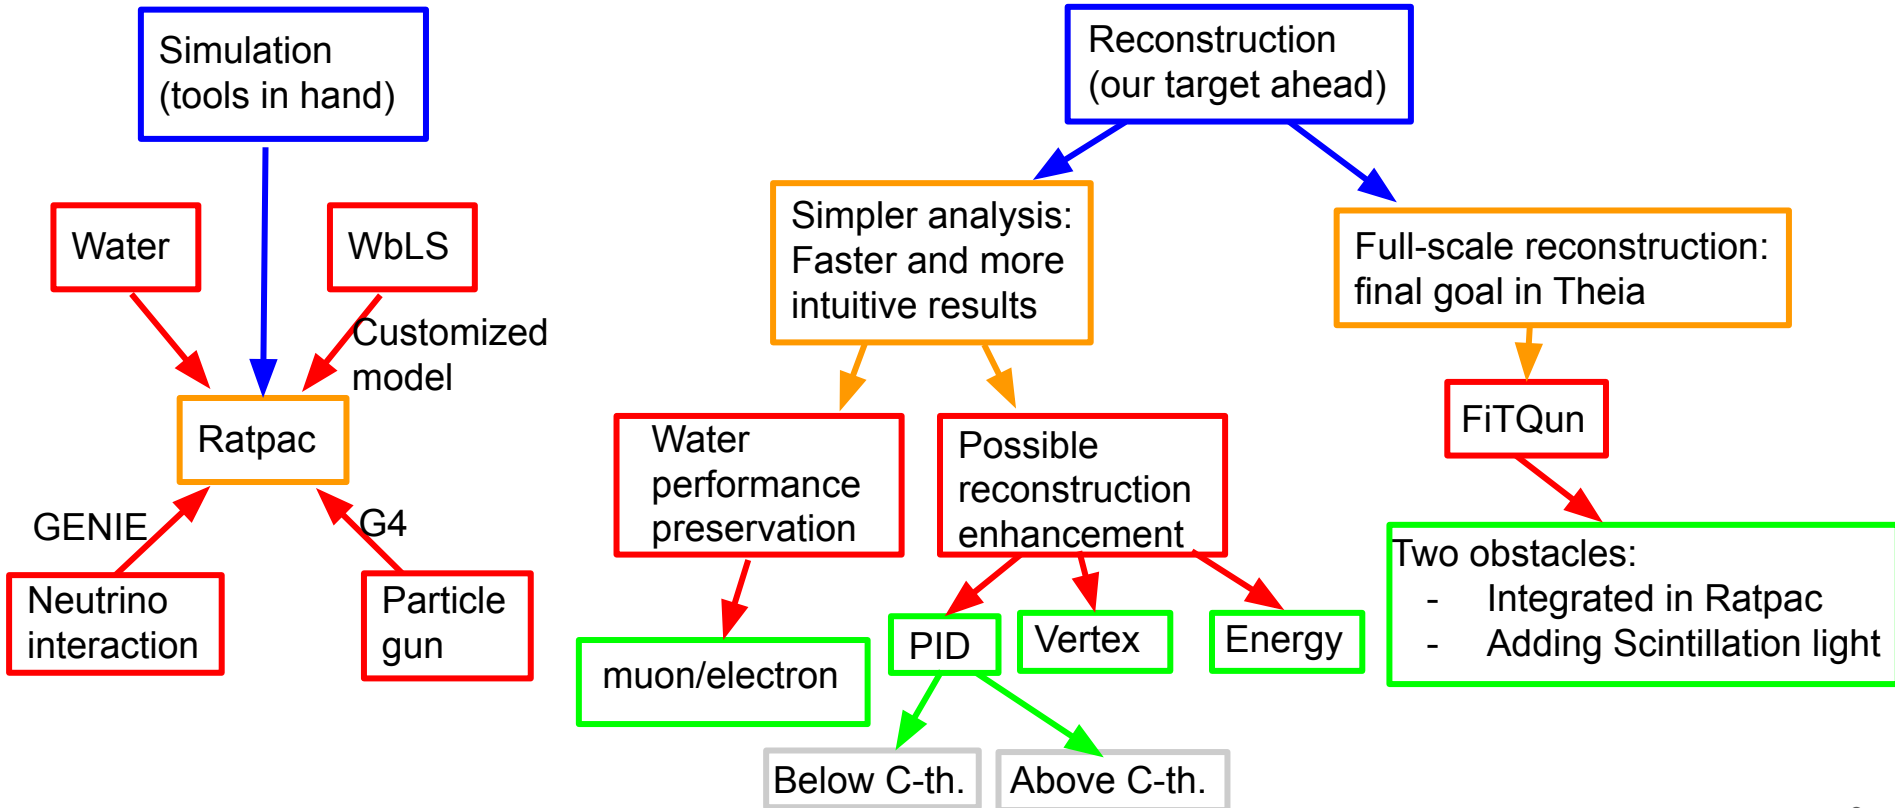 Simulation
(tools in hand)
Water
WbLS
Customized
model
Ratpac
GENIE
G4
Neutrino
interaction
Particle
gun
Reconstruction
(our target ahead)
Simpler analysis:
Faster and more
intuitive results
Full-scale reconstruction:
final goal in Theia
Water
performance
preservation
Possible
reconstruction
enhancement
FiTQun
muon/electron
PID
Vertex
Energy
Two obstacles:
- Integrated in Ratpac
- Adding Scintillation light
Below C-th.
Above C-th.